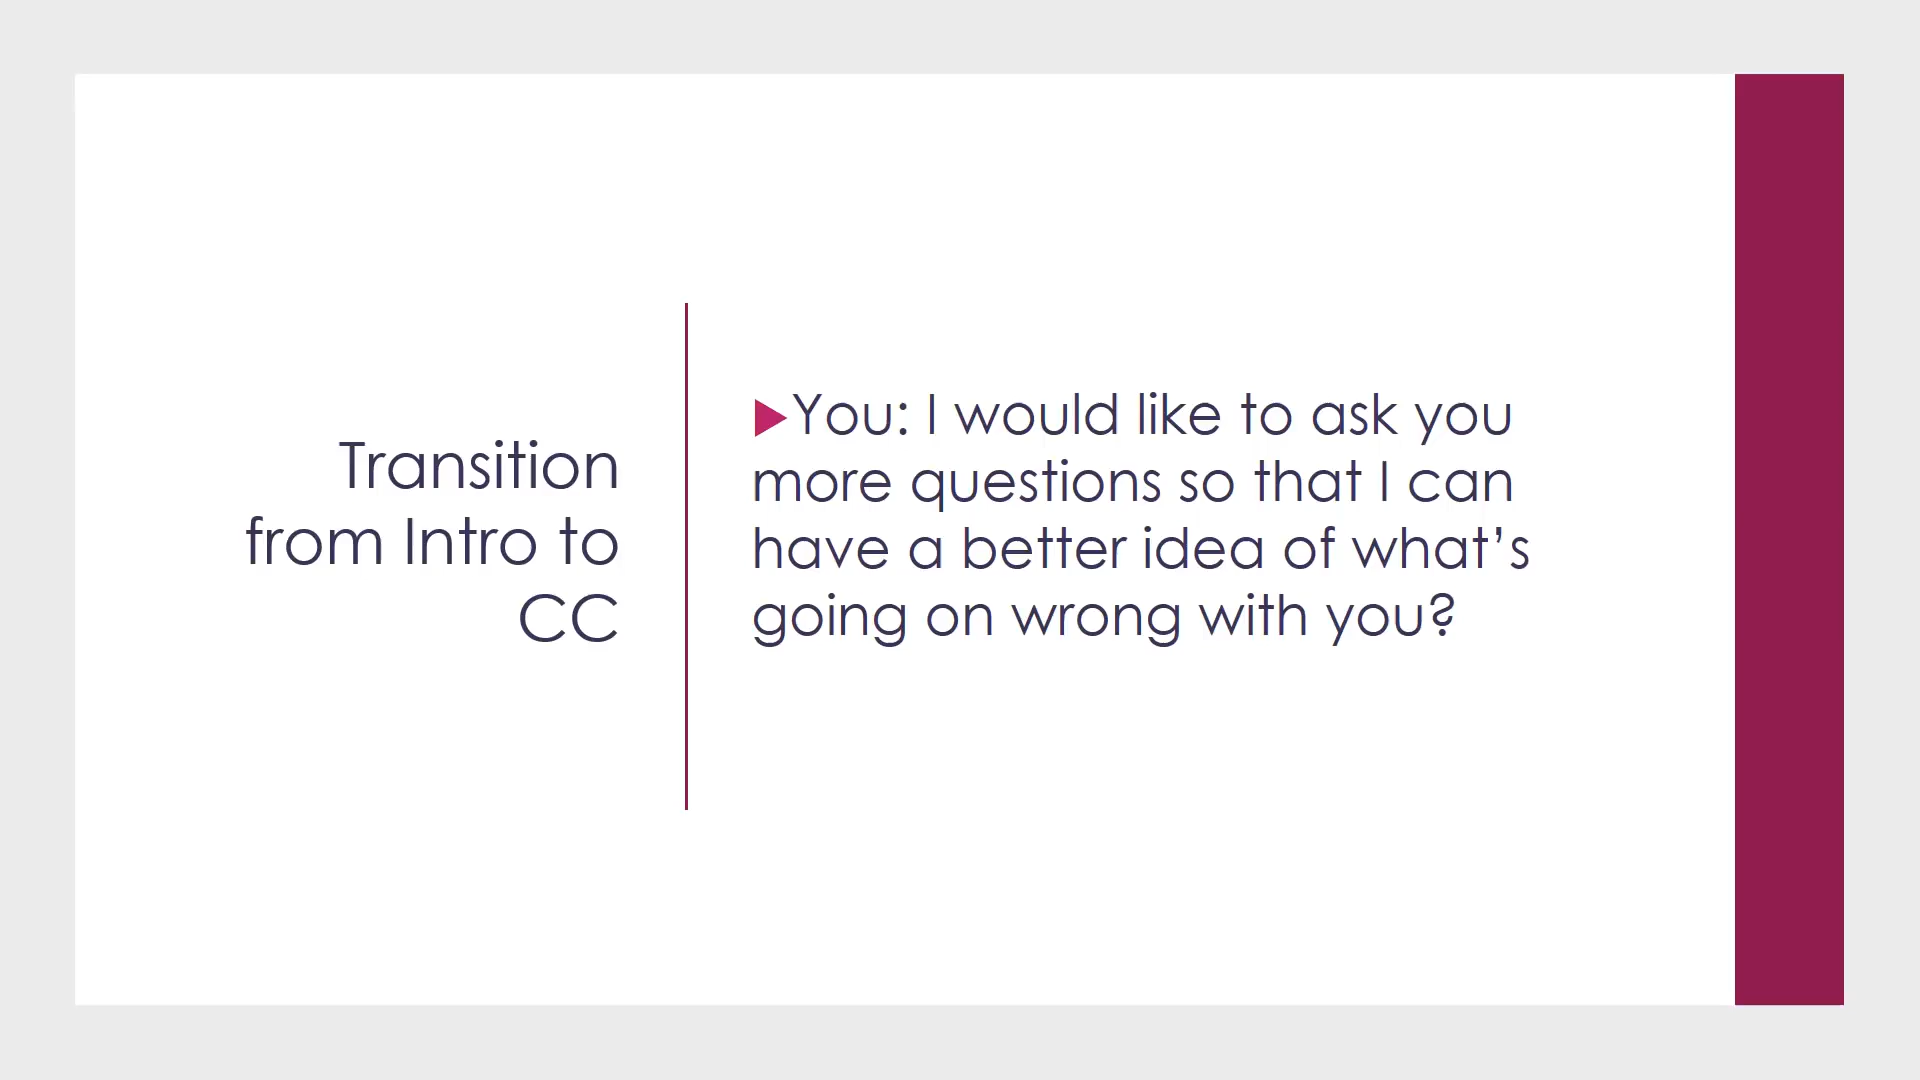 Transition
from Intro to
CC
You: I would like to ask you
more questions so that I can
have a better idea of what’s
going on wrong with you?